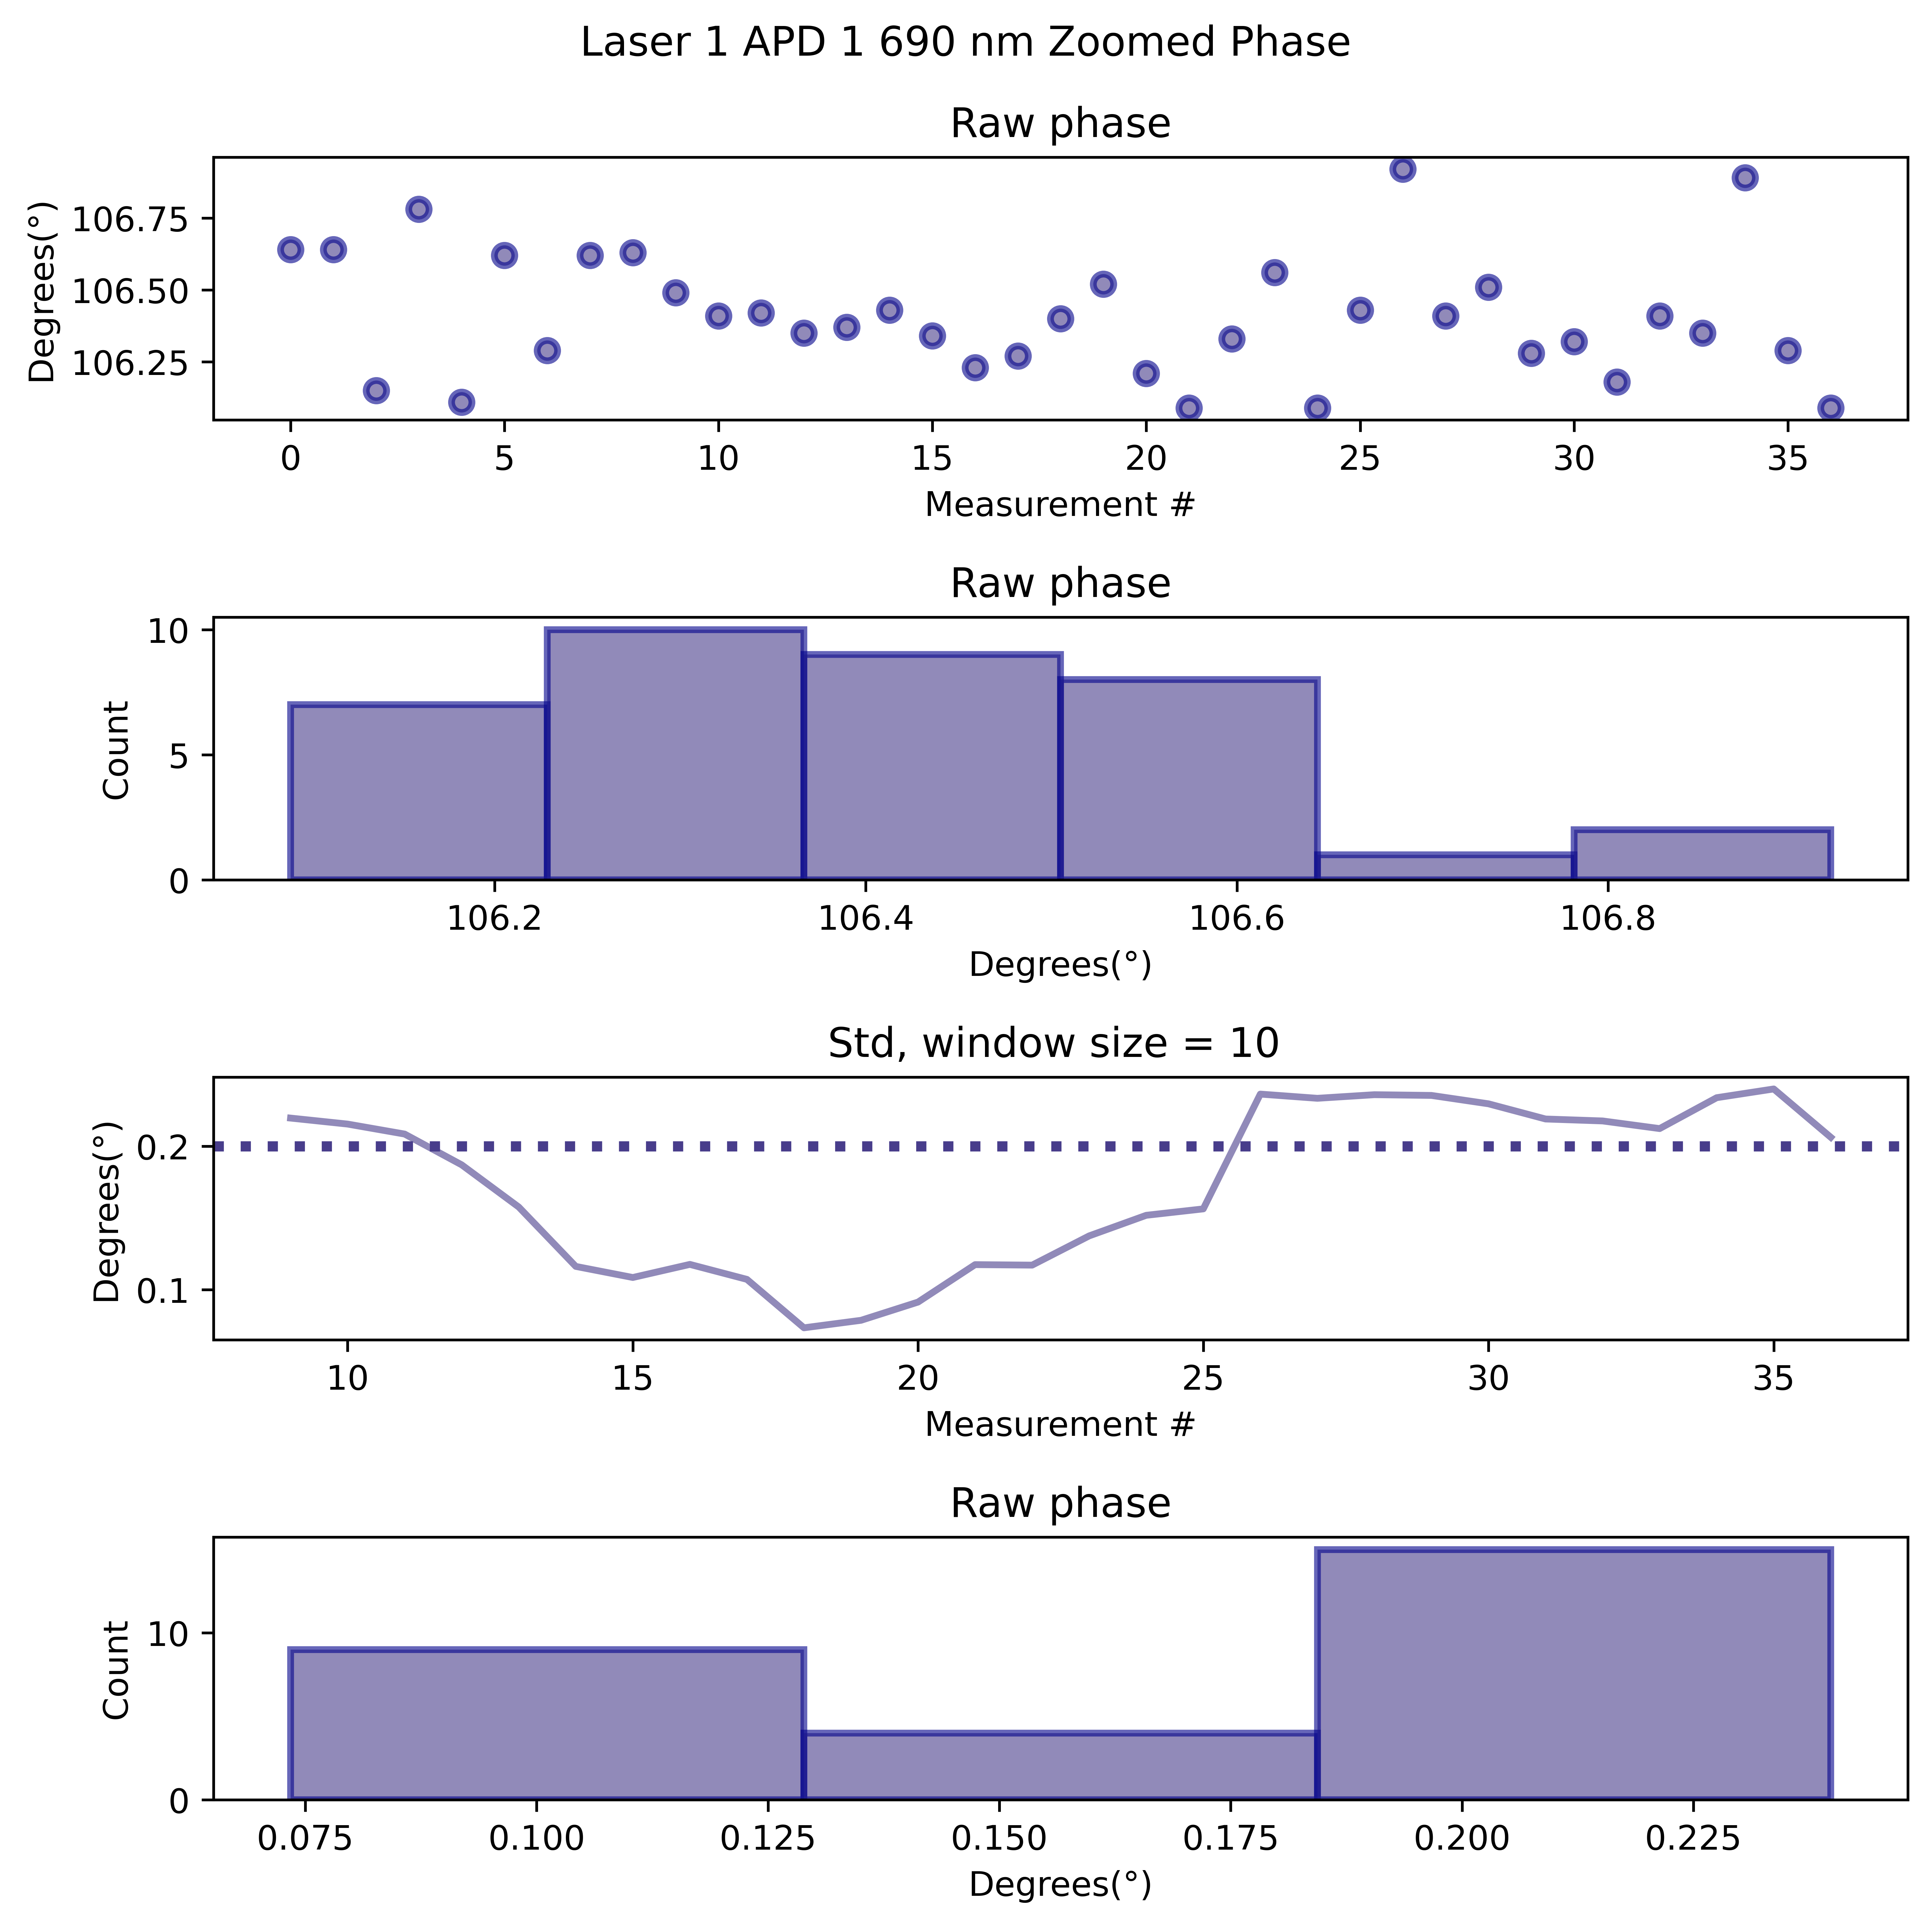 Laser 1 APD 1 690 nm Zoomed Phase
Raw phase
Degrees(°)
106.75
106.50
106.25
0 5 10 15 20 25 30 35
Measurement #
Raw phase
Count
10
5
0
106.2 106.4 106.6 106.8
Degrees(°)
Std, window size = 10
Degrees(°)
0.2
0.1
10 15 20 25 30 35
Measurement #
Raw phase
Count
10
0
0.075 0.100 0.125 0.150 0.175 0.200 0.225
Degrees(°)